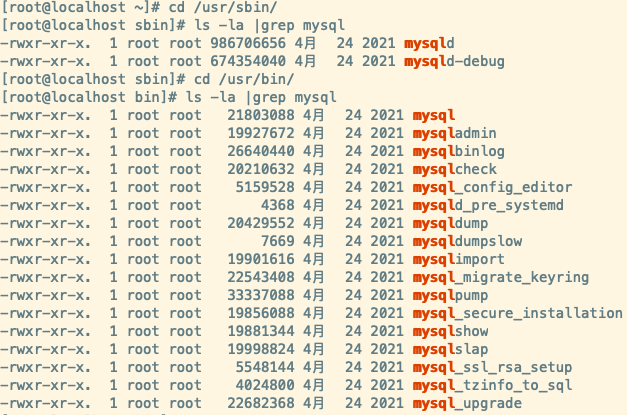 [root@localhost ~]# cd /usr/sbin/
[root@localhost sbin]# ls -la |grep mysql
-rwxr-xr-x.  1 root root 986706656 4月  24 2021 mysqld
-rwxr-xr-x.  1 root root 674354040 4月  24 2021 mysqld-debug
[root@localhost sbin]# cd /usr/bin/
[root@localhost bin]# ls -la |grep mysql
-rwxr-xr-x.  1 root root   21803088 4月  24 2021 mysql
-rwxr-xr-x.  1 root root   19927672 4月  24 2021 mysqladmin
-rwxr-xr-x.  1 root root   26640440 4月  24 2021 mysqlbinlog
-rwxr-xr-x.  1 root root   20210632 4月  24 2021 mysqlcheck
-rwxr-xr-x.  1 root root    5159528 4月  24 2021 mysql_config_editor
-rwxr-xr-x.  1 root root       4368 4月  24 2021 mysqld_pre_systemd
-rwxr-xr-x.  1 root root   20429552 4月  24 2021 mysqldump
-rwxr-xr-x.  1 root root       7669 4月  24 2021 mysqldumpslow
-rwxr-xr-x.  1 root root   19901616 4月  24 2021 mysqlimport
-rwxr-xr-x.  1 root root   22543408 4月  24 2021 mysql_migrate_keyring
-rwxr-xr-x.  1 root root   33337088 4月  24 2021 mysqlpump
-rwxr-xr-x.  1 root root   19856088 4月  24 2021 mysql_secure_installation
-rwxr-xr-x.  1 root root   19881344 4月  24 2021 mysqlshow
-rwxr-xr-x.  1 root root   19998824 4月  24 2021 mysqlslap
-rwxr-xr-x.  1 root root    5548144 4月  24 2021 mysql_ssl_rsa_setup
-rwxr-xr-x.  1 root root    4024800 4月  24 2021 mysql_tzinfo_to_sql
-rwxr-xr-x.  1 root root   22682368 4月  24 2021 mysql_upgrade